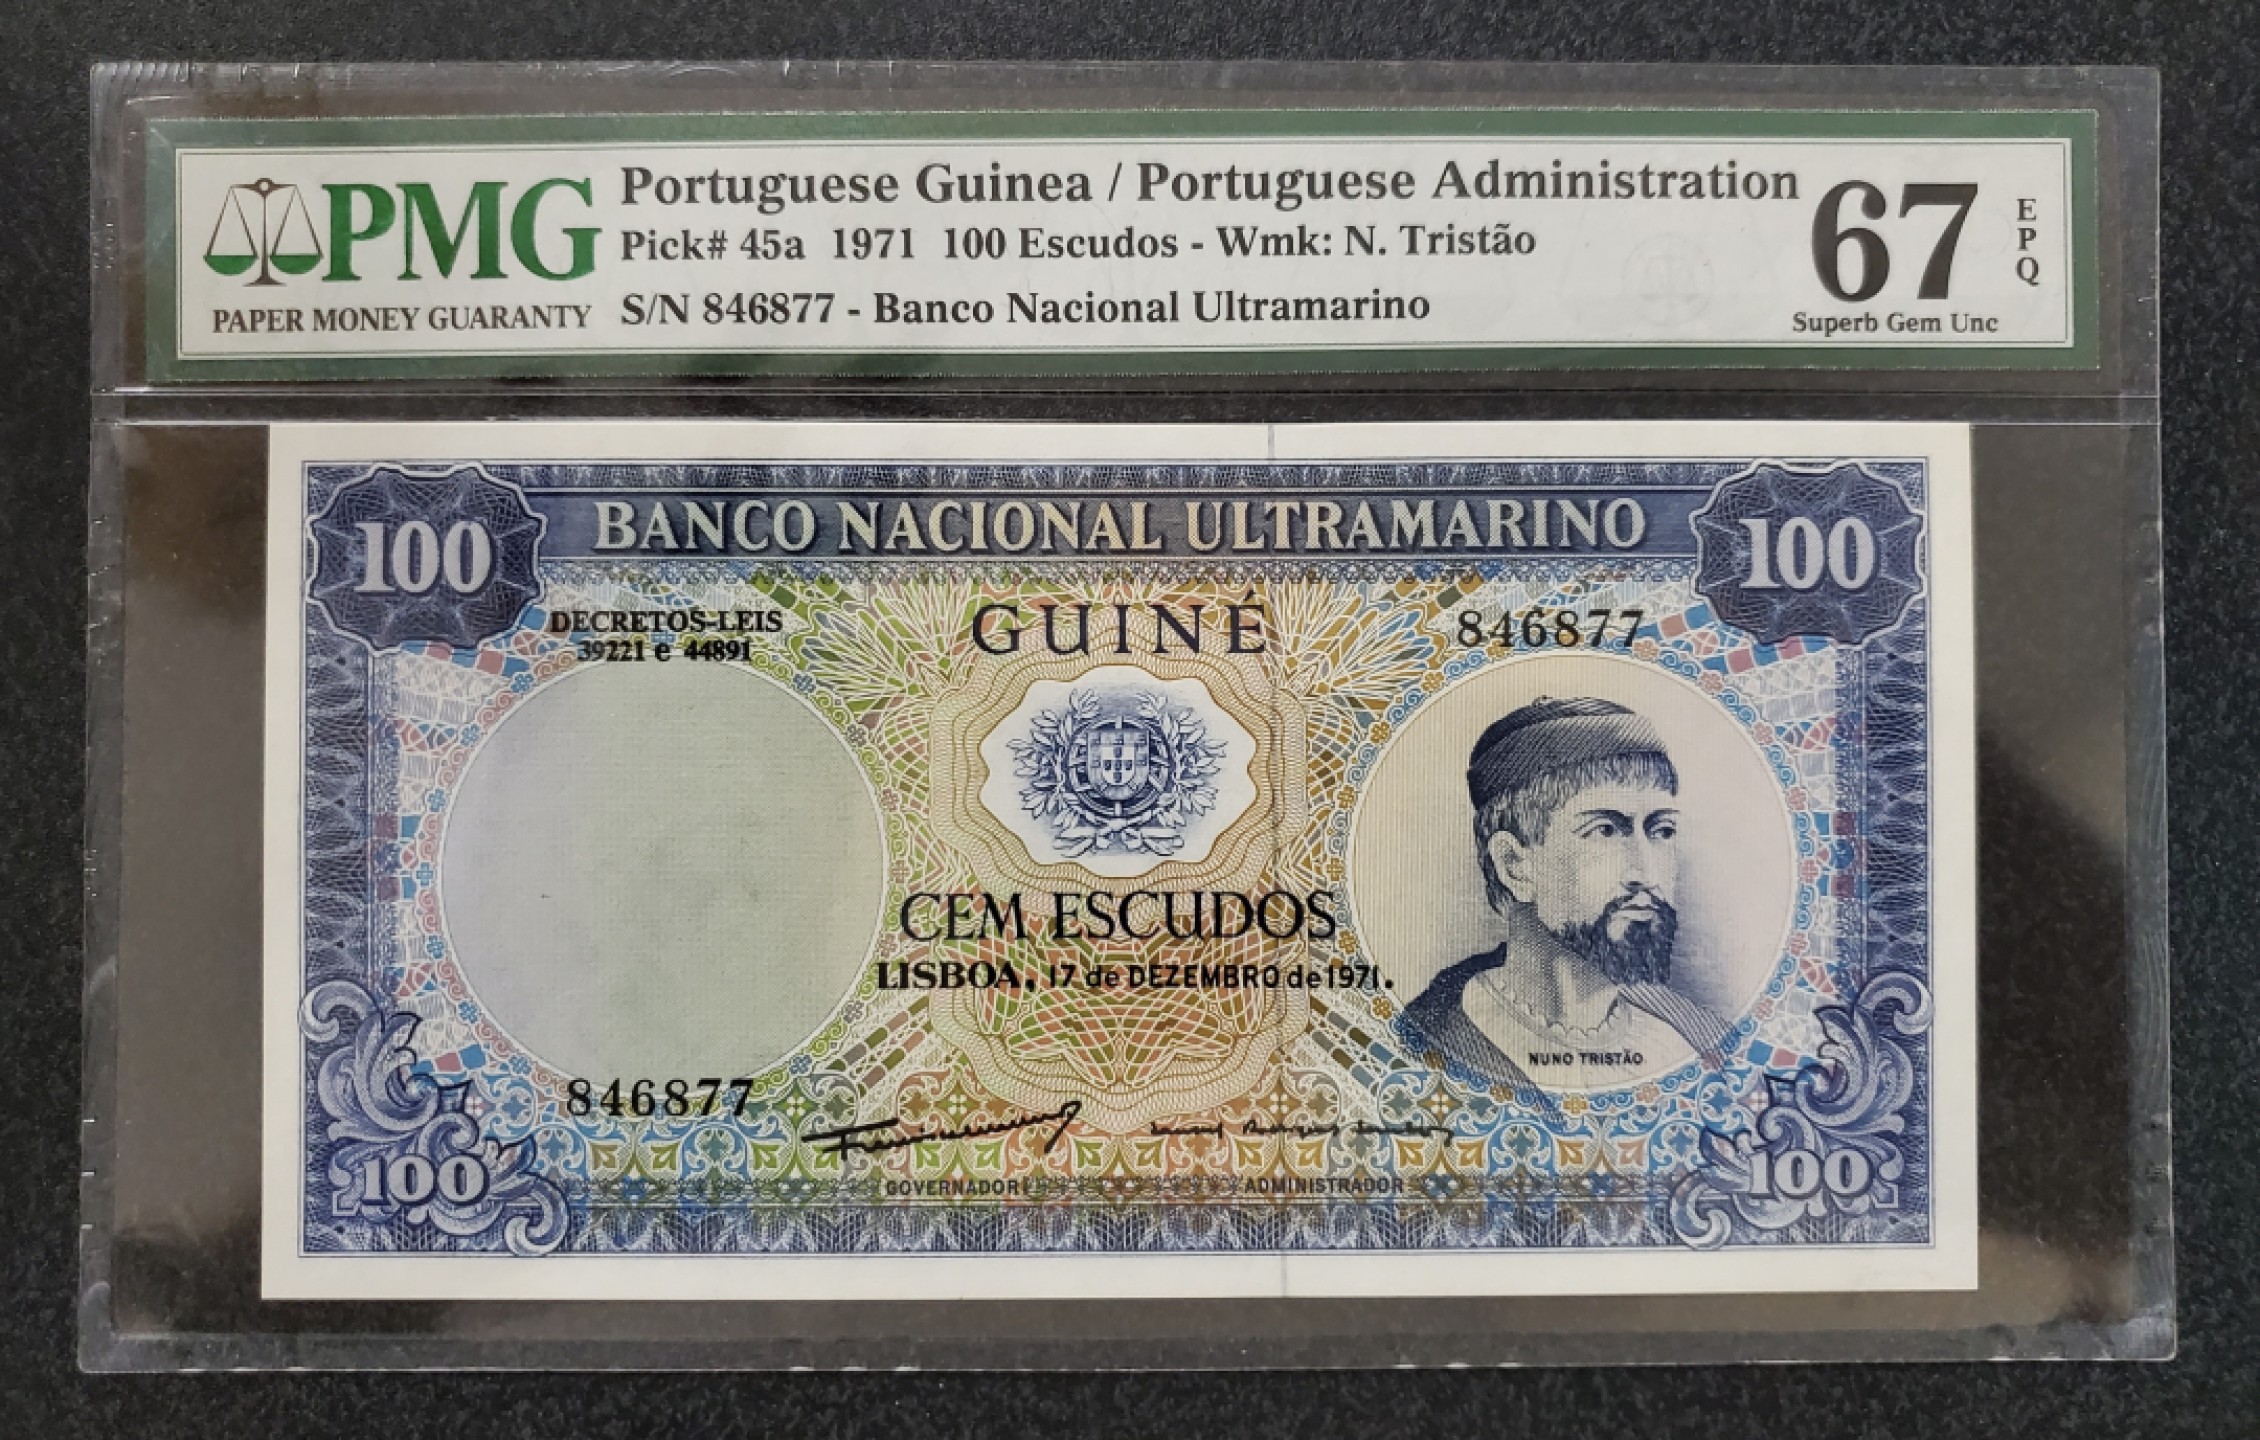 PMG
PAPER MONEY GUARANTY
Portuguese Guinea / Portuguese Administration
Pick# 45a 1971 100 Escudos - Wmk: N. Tristão
S/N 846877 - Banco Nacional Ultramarino
67
EPQ
Superb Gem Unc
100
BANCO NACIONAL ULTRAMARINO
100
DECRETOS-LEIS
39221 e 44891
GUINÉ
846877
CEM ESCUDOS
LISBOA, 17 de DEZEMBRO de 1971.
NUNO TRISTÃO
846877
100
GOVERNADOR
ADMINISTRADOR
100